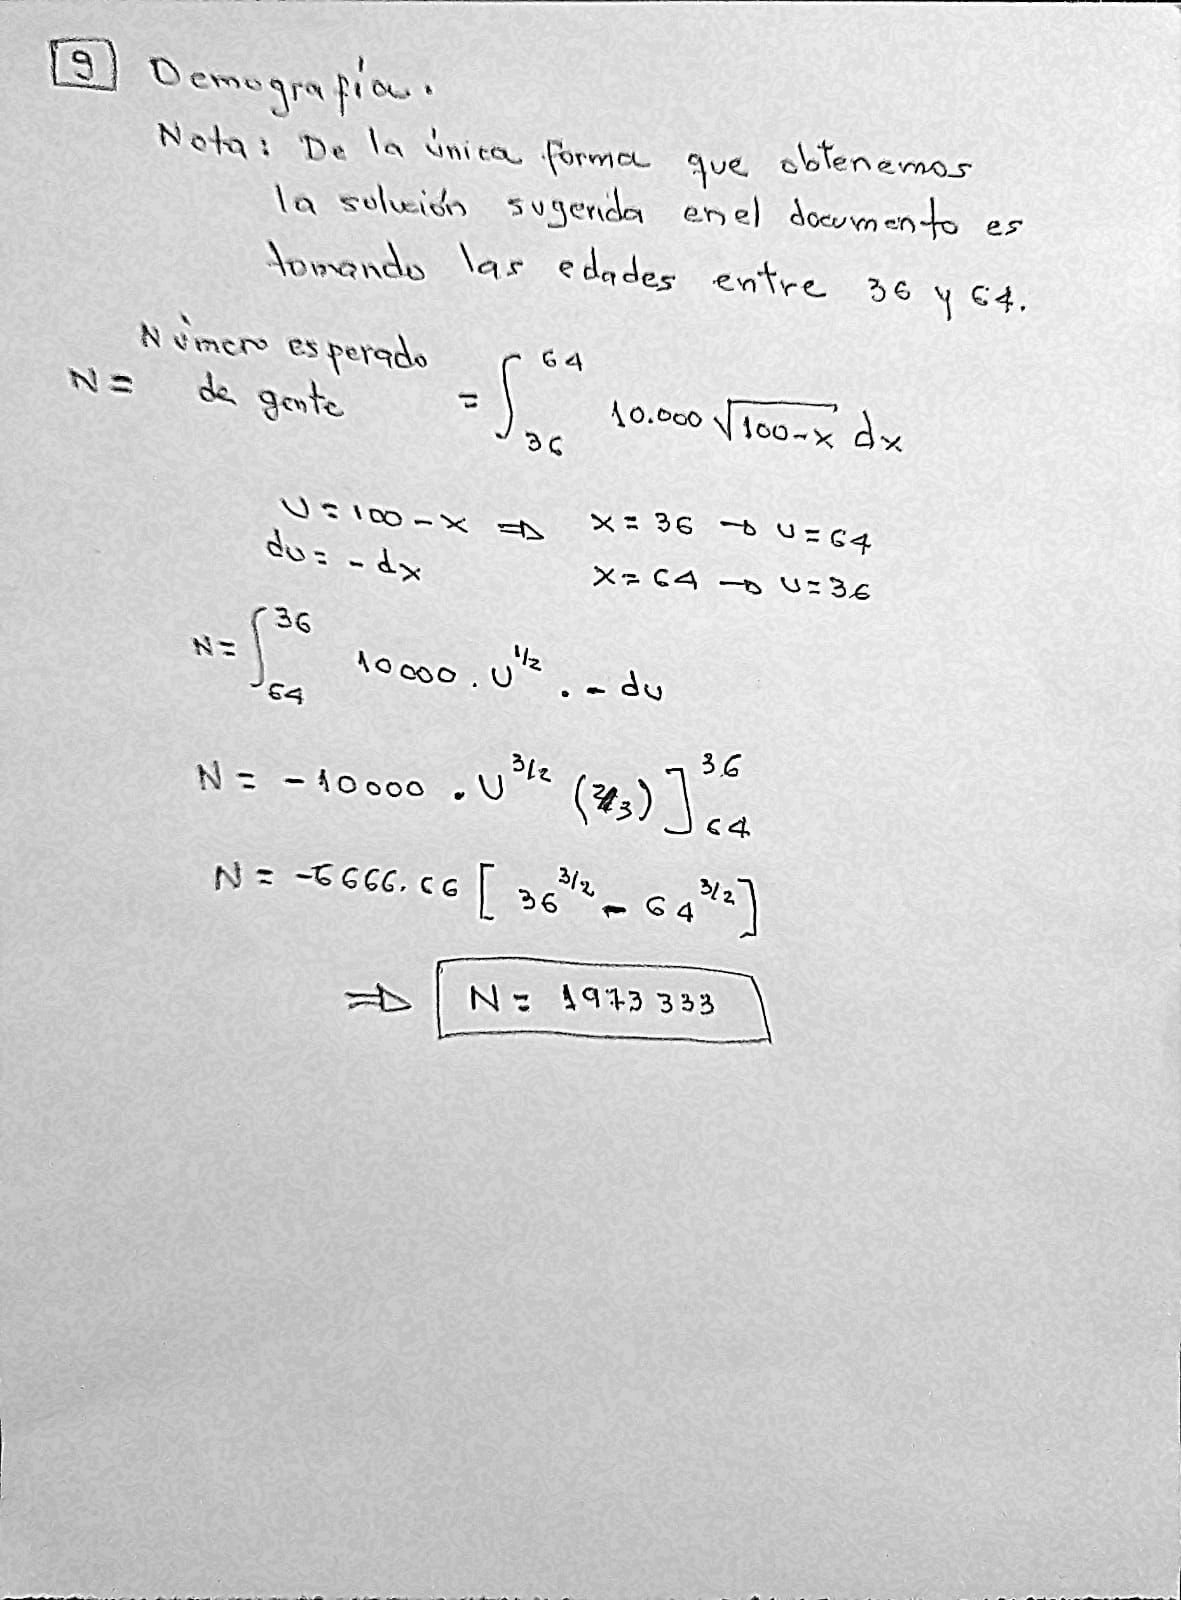 9 Demografía.
Nota: De la única forma que obtenemos
la solución sugerida en el documento es
tomando las edades entre 36 y 64.
N = Número esperado de gente = ∫_36^64 10.000 √(100-x) dx
U = 100 - x ⇒ x = 36 → U = 64
du = - dx x = 64 → U = 36
N = ∫_64^36 10000 . U^1/2 . - du
N = - 10000 . U^3/2 (2/3) ]_64^36
N = -6666,66 [ 36^3/2 - 64^3/2 ]
⇒ N = 1973 333